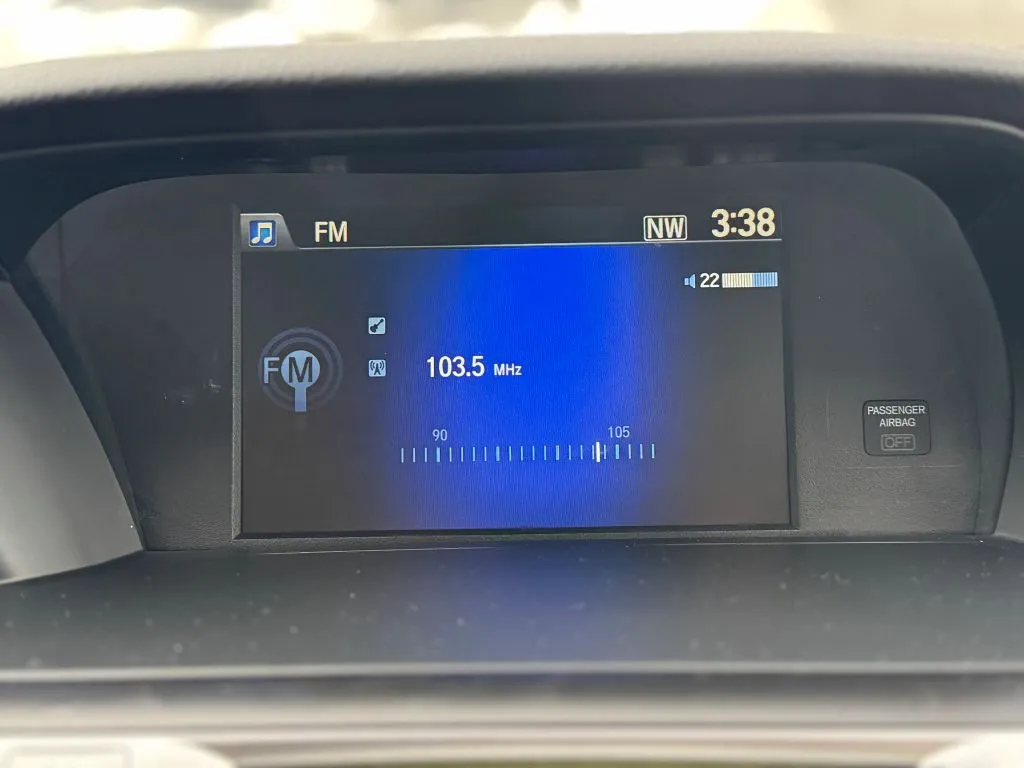 FM NW 3:38
22
FM
103.5 MHz
90 105
PASSENGER
AIRBAG
OFF